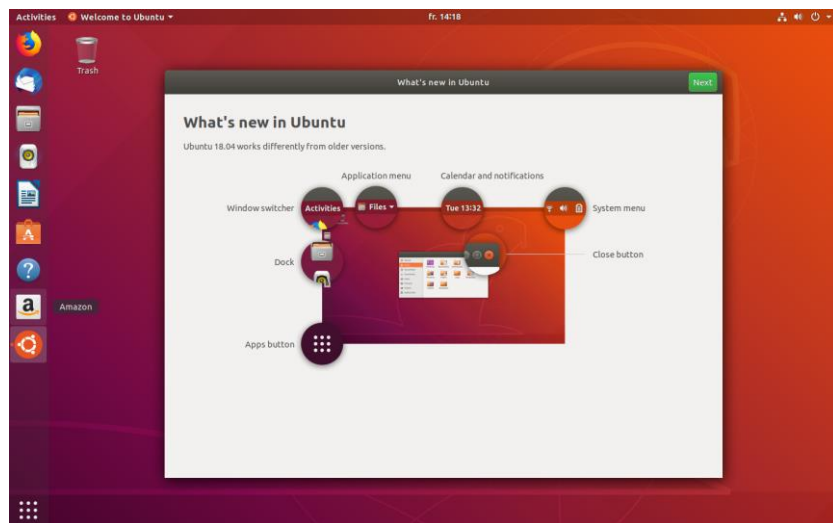 Activities Welcome to Ubuntu fr. 14:18
Trash
What's new in Ubuntu Next
What's new in Ubuntu
Ubuntu 18.04 works differently from older versions.
Application menu Calendar and notifications
Window switcher Activities Files Tue 13:32 System menu
Dock Close button
a Amazon
Apps button